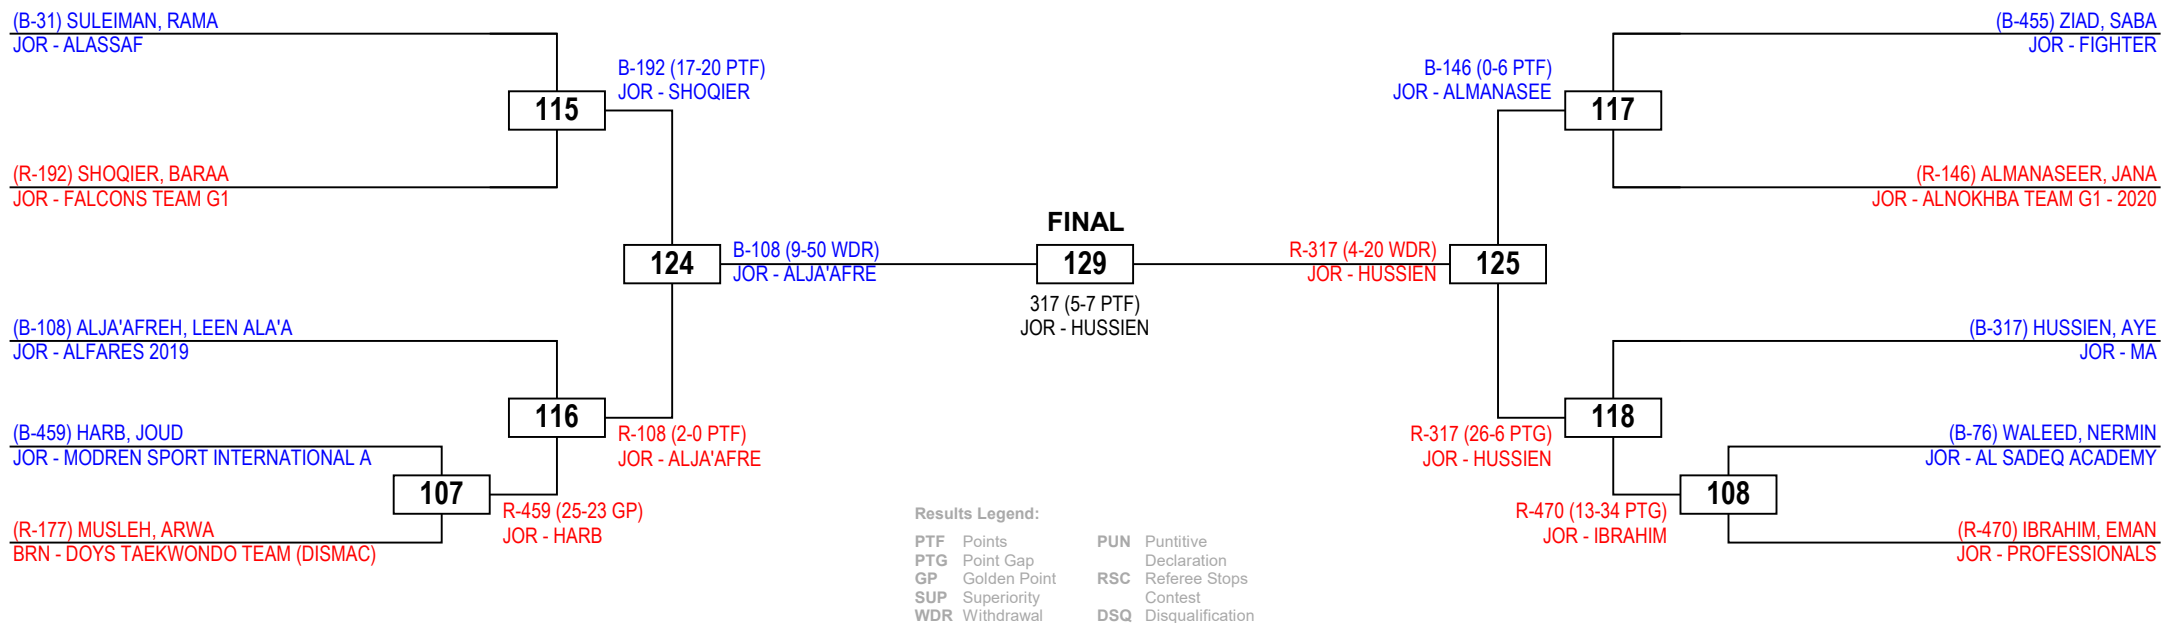 (B-31) SULEIMAN, RAMA
JOR - ALASSAF
115
B-192 (17-20 PTF)
JOR - SHOQIER
(R-192) SHOQIER, BARAA
JOR - FALCONS TEAM G1
124
B-108 (9-50 WDR)
JOR - ALJA'AFRE
(B-108) ALJA'AFREH, LEEN ALA'A
JOR - ALFARES 2019
116
R-108 (2-0 PTF)
JOR - ALJA'AFRE
(B-459) HARB, JOUD
JOR - MODREN SPORT INTERNATIONAL A
107
R-459 (25-23 GP)
JOR - HARB
(R-177) MUSLEH, ARWA
BRN - DOYS TAEKWONDO TEAM (DISMAC)
FINAL
129
317 (5-7 PTF)
JOR - HUSSIEN
(B-455) ZIAD, SABA
JOR - FIGHTER
B-146 (0-6 PTF)
JOR - ALMANASEE
117
(R-146) ALMANASEER, JANA
JOR - ALNOKHBA TEAM G1 - 2020
R-317 (4-20 WDR)
JOR - HUSSIEN
125
(B-317) HUSSIEN, AYE
JOR - MA
118
R-317 (26-6 PTG)
JOR - HUSSIEN
(B-76) WALEED, NERMIN
JOR - AL SADEQ ACADEMY
108
R-470 (13-34 PTG)
JOR - IBRAHIM
(R-470) IBRAHIM, EMAN
JOR - PROFESSIONALS
Results Legend:
PTF Points
PTG Point Gap
GP Golden Point
SUP Superiority
WDR Withdrawal
PUN Puntitive
Declaration
RSC Referee Stops
Contest
DSQ Disqualification